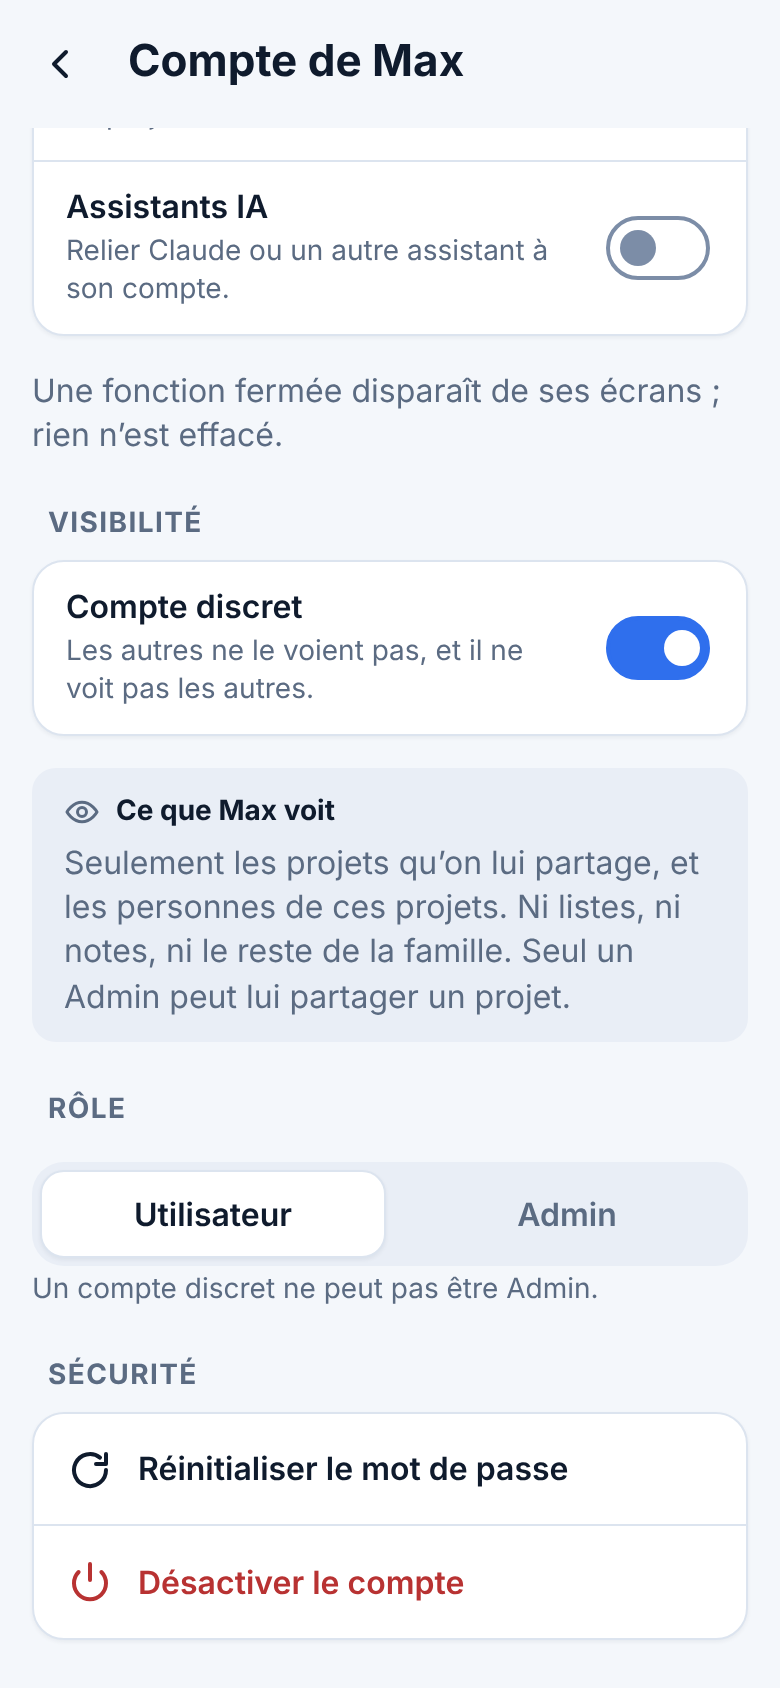 Compte de Max
Assistants IA
Relier Claude ou un autre assistant à
son compte.
Une fonction fermée disparaît de ses écrans ;
rien n’est effacé.
VISIBILITÉ
Compte discret
Les autres ne le voient pas, et il ne
voit pas les autres.
Ce que Max voit
Seulement les projets qu’on lui partage, et
les personnes de ces projets. Ni listes, ni
notes, ni le reste de la famille. Seul un
Admin peut lui partager un projet.
RÔLE
Utilisateur
Admin
Un compte discret ne peut pas être Admin.
SÉCURITÉ
Réinitialiser le mot de passe
Désactiver le compte